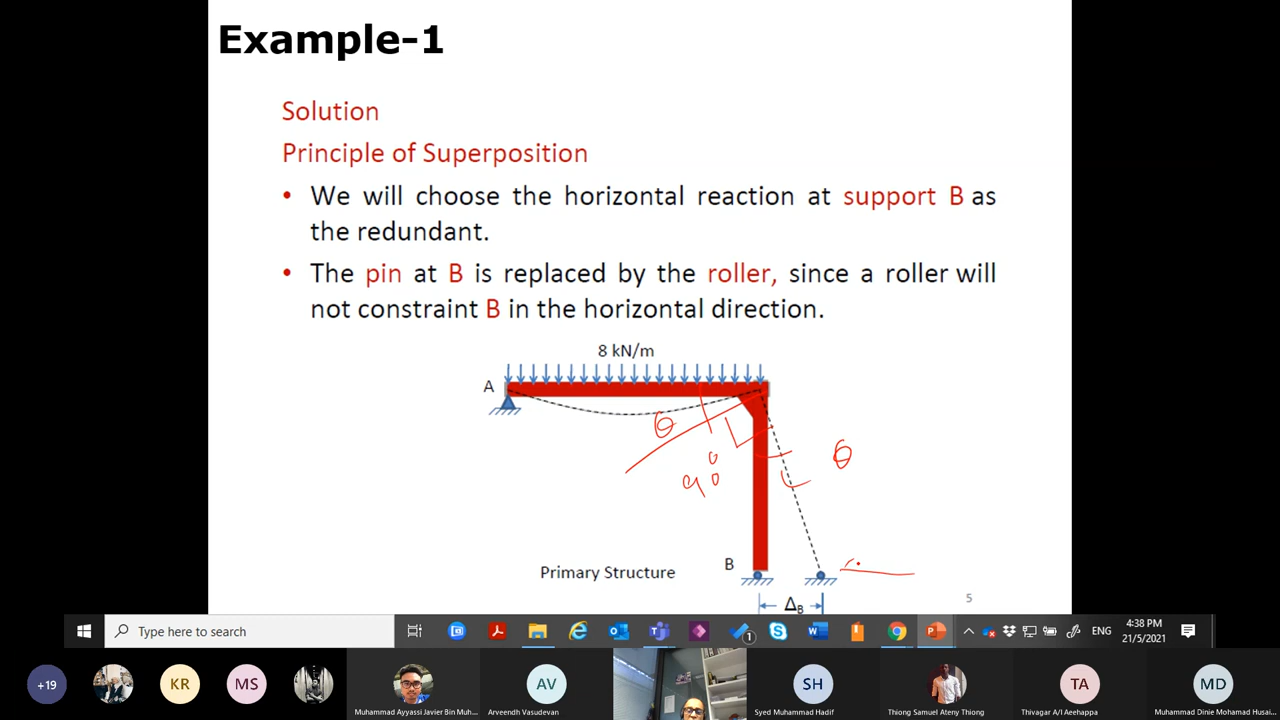 Example-1
Solution
Principle of Superposition
• We will choose the horizontal reaction at support B as
the redundant.
• The pin at B is replaced by the roller, since a roller will
not constraint B in the horizontal direction.
8 kN/m
A
θ
θ
90
B
Primary Structure
ΔB
5
Type here to search
1
ENG
4:38 PM
21/5/2021
+19
KR
MS
Muhammad Ayyassi Javier Bin Muh...
AV
Arveendh Vasudevan
SH
Syed Muhammad Hadif
Thiong Samuel Ateny Thiong
TA
Thivagar A/l Aeehappa
MD
Muhammad Dinie Mohamad Husai...